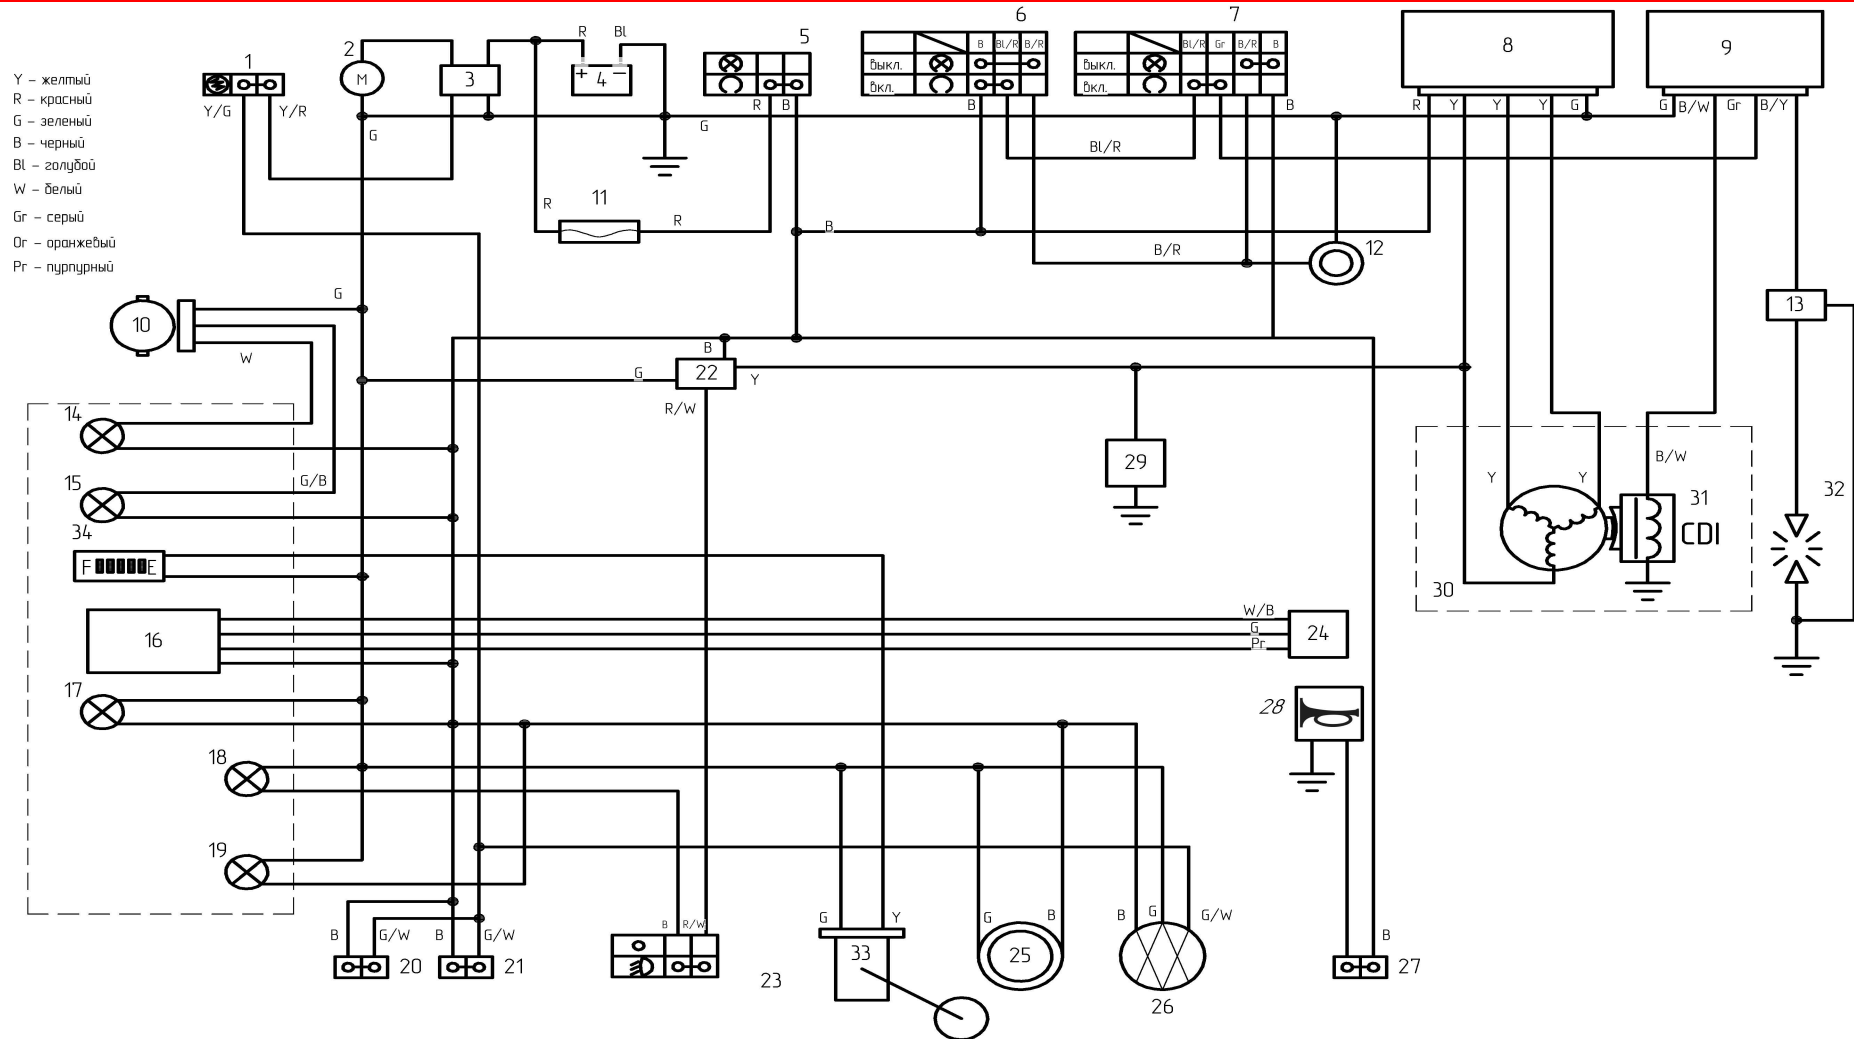 Y – желтый
R – красный
G – зеленый
B – черный
Bl – голубой
W – белый
Gr – серый
Or – оранжевый
Pr – пурпурный
1
Y/G
Y/R
2
M
G
3
R
Bl
+ 4 –
5
R
B
G
6
B Bl/R B/R
Выкл.
Вкл.
B
7
Bl/R Gr B/R B
Выкл.
Вкл.
B
Bl/R
8
R Y Y Y G
9
G B/W Gr B/Y
R
11
R
B
B/R
12
13
G
10
W
B
G
22
Y
R/W
14
G/B
15
34
F E
29
Y
Y
B/W
31
CDI
30
32
16
W/B
G
Pr
24
17
28
18
19
B
G/W
20
B
G/W
21
B R/W
23
G
Y
33
G
B
25
B
G
G/W
26
B
27